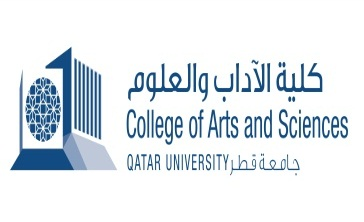 كلية الآداب والعلوم
College of Arts and Sciences
QATAR UNIVERSITY جامعة قطر